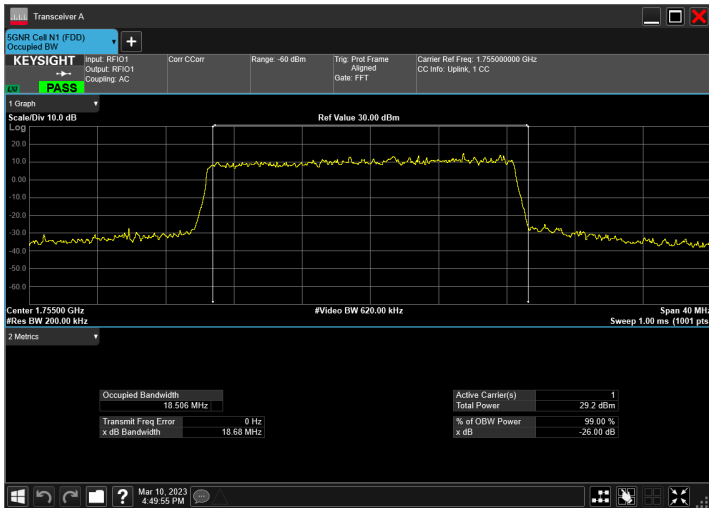 Transceiver A
5GNR Cell N1 (FDD)
Occupied BW
KEYSIGHT
LXI
PASS
Input: RFIO1
Output: RFIO1
Coupling: AC
Corr CCorr
Range: -60 dBm
Trig: Prot Frame
Aligned
Gate: FFT
Carrier Ref Freq: 1.755000000 GHz
CC Info: Uplink, 1 CC
1 Graph
Scale/Div 10.0 dB
Ref Value 30.00 dBm
Log
20.0
10.0
0.00
-10.0
-20.0
-30.0
-40.0
-50.0
-60.0
Center 1.75500 GHz
#Video BW 620.00 kHz
Span 40 MHz
#Res BW 200.00 kHz
Sweep 1.00 ms (1001 pts
2 Metrics
Occupied Bandwidth
18.506 MHz
Transmit Freq Error 0 Hz
x dB Bandwidth 18.68 MHz
Active Carrier(s) 1
Total Power 29.2 dBm
% of OBW Power 99.00 %
x dB -26.00 dB
?
Mar 10, 2023
4:49:55 PM